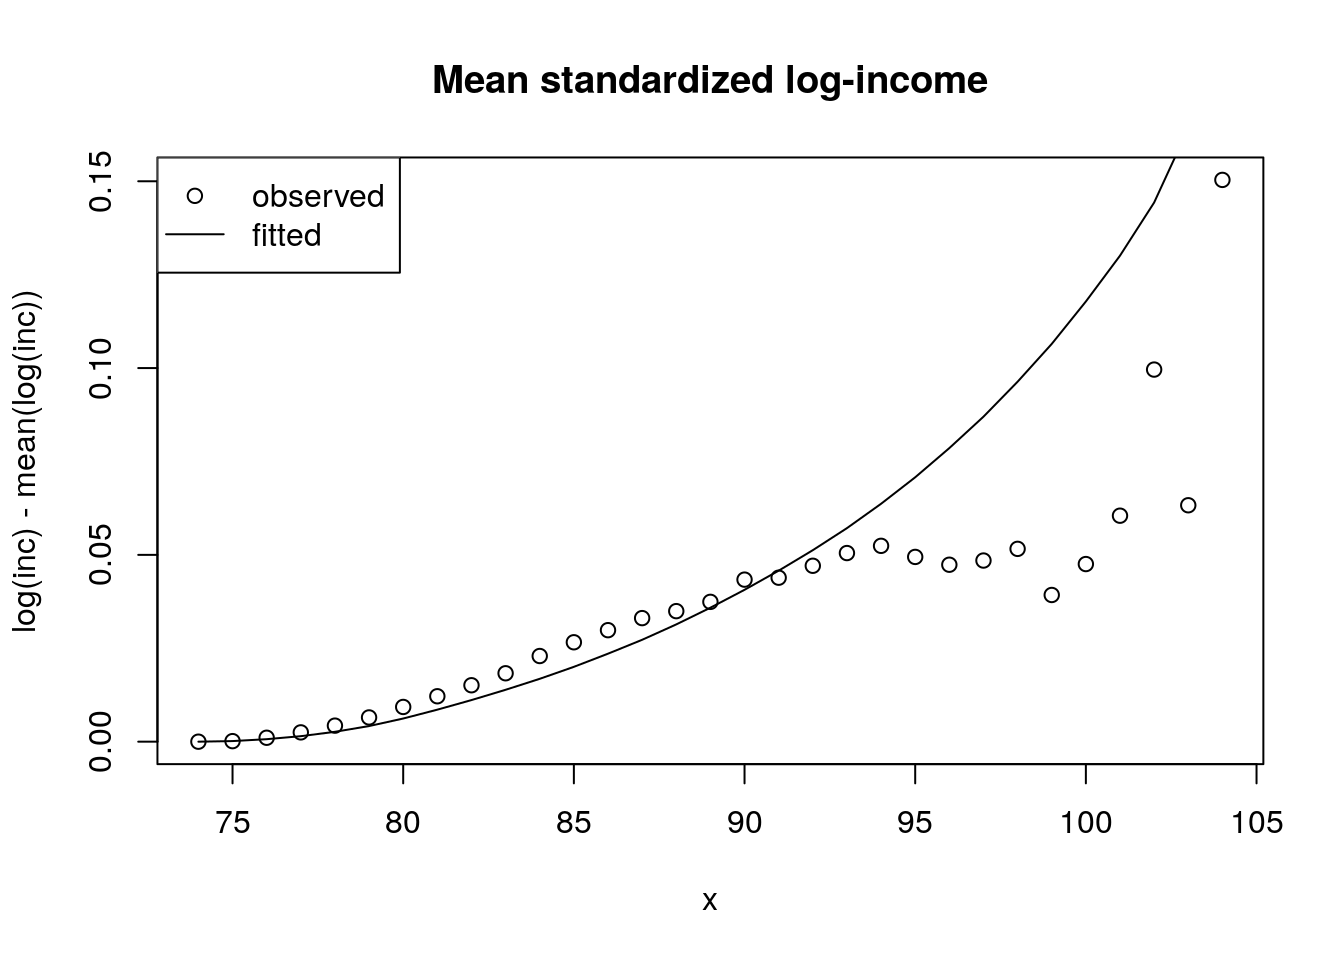 Mean standardized log-income
observed
fitted
log(inc) - mean(log(inc))
0.15
0.10
0.05
0.00
75 80 85 90 95 100 105
x